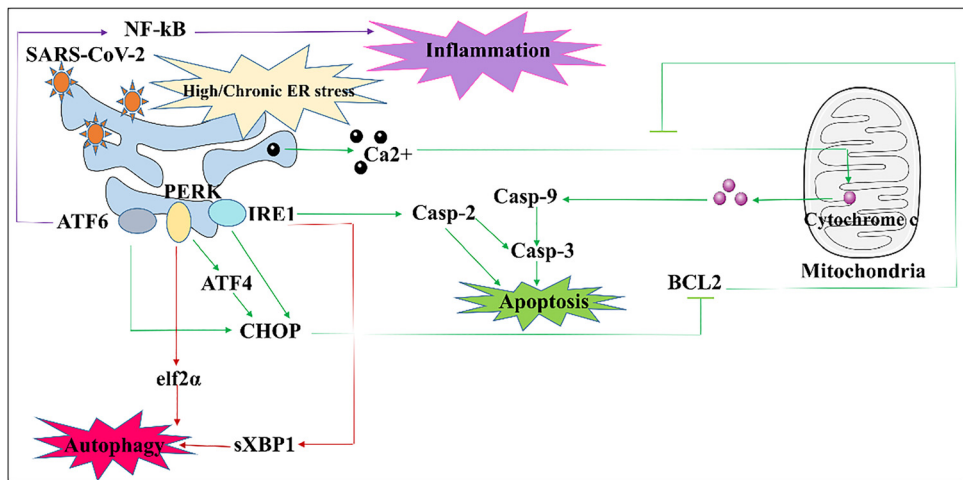 NF-kB
SARS-CoV-2
Inflammation
High/Chronic ER stress
Ca2+
PERK
ATF6
IRE1
Casp-2
Casp-9
Cytochrome c
Casp-3
Mitochondria
ATF4
Apoptosis
BCL2
CHOP
elf2α
Autophagy
sXBP1